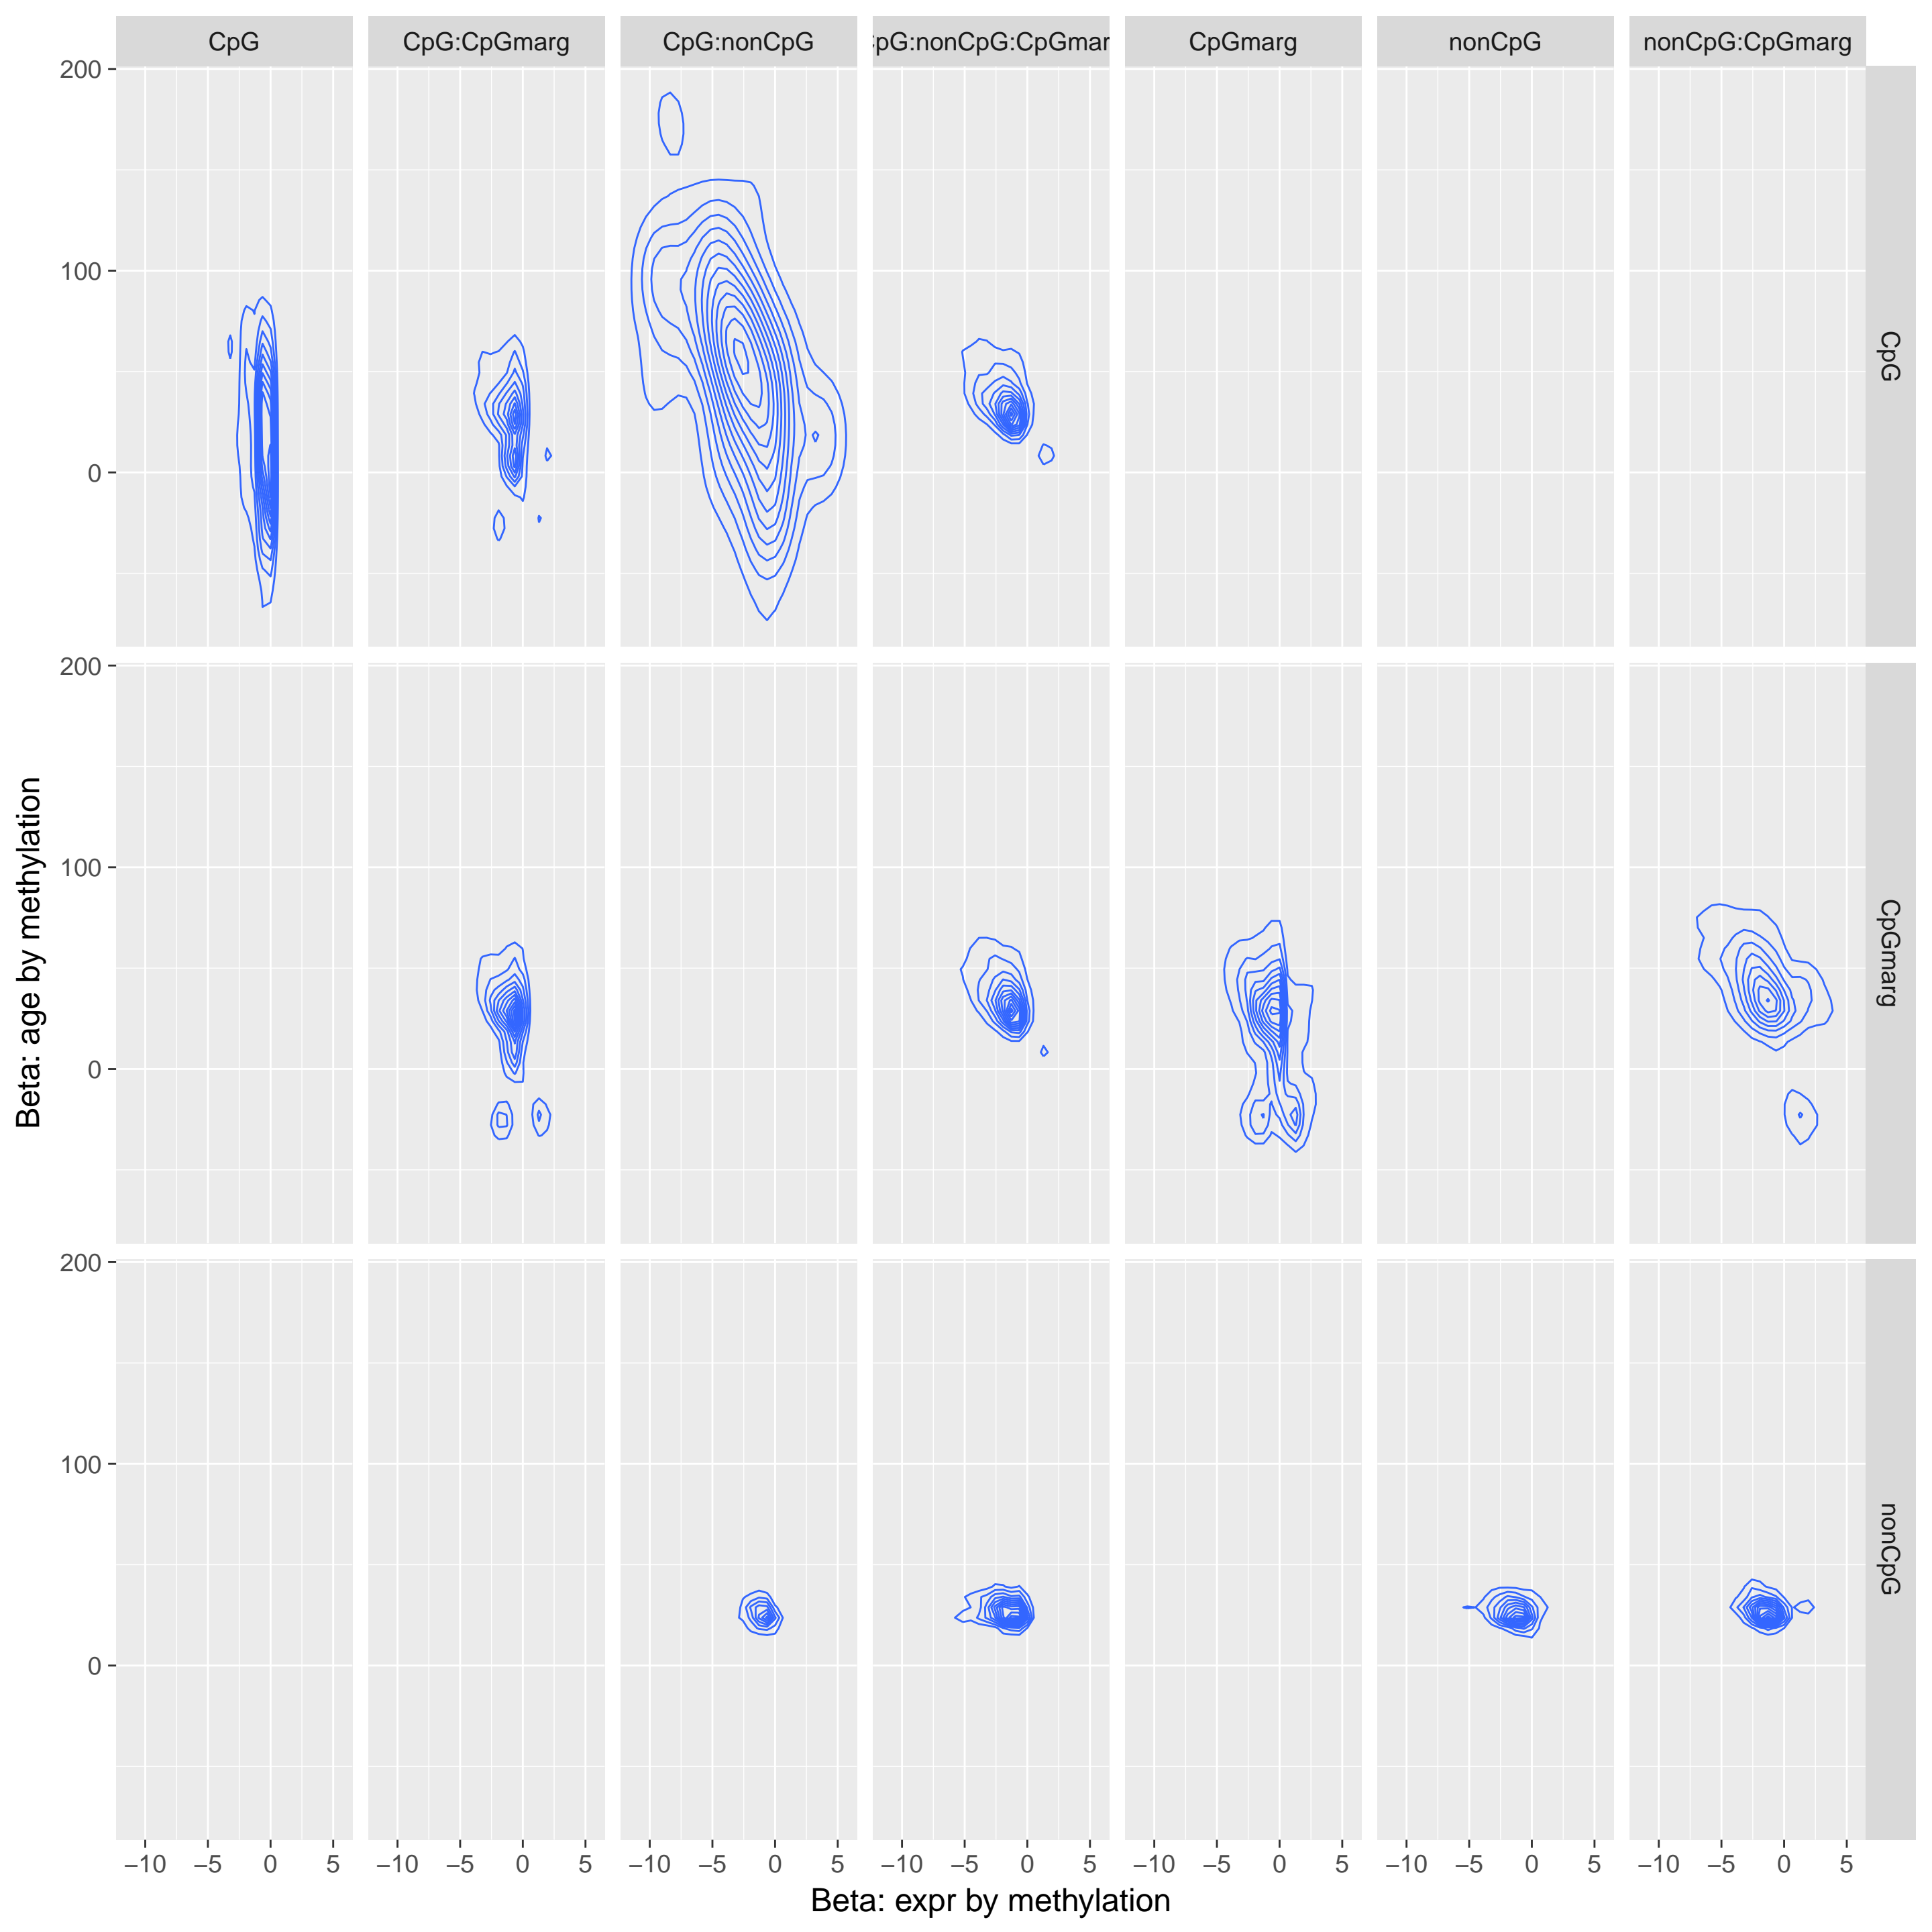 CpG CpG:CpGmarg CpG:nonCpG pG:nonCpG:CpGmar CpGmarg nonCpG nonCpG:CpGmarg
200
100
0
CpG
200
100
0
CpGmarg
200
100
0
nonCpG
Beta: age by methylation
−10 −5 0 5 −10 −5 0 5 −10 −5 0 5 −10 −5 0 5 −10 −5 0 5 −10 −5 0 5 −10 −5 0 5
Beta: expr by methylation